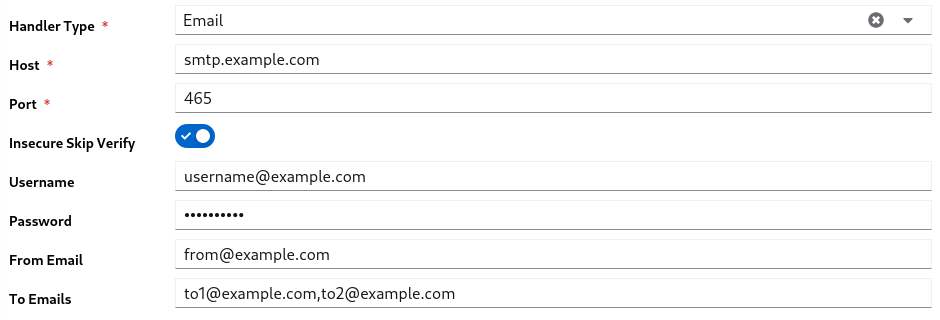 Handler Type * Email
Host * smtp.example.com
Port * 465
Insecure Skip Verify
Username username@example.com
Password ••••••••••
From Email from@example.com
To Emails to1@example.com,to2@example.com